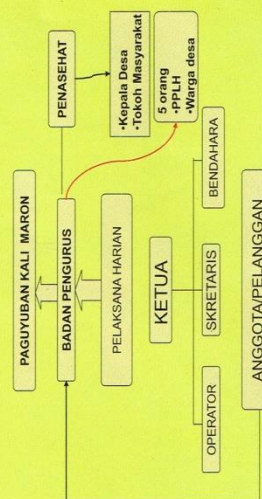 PAGUYUBAN KALI MARON
BADAN PENGURUS
PENASEHAT
•Kepala Desa
•Tokoh Masyarakat
5 orang
•PPLH
•Warga desa
PELAKSANA HARIAN
KETUA
OPERATOR
SKRETARIS
BENDAHARA
ANGGOTA/PELANGGAN